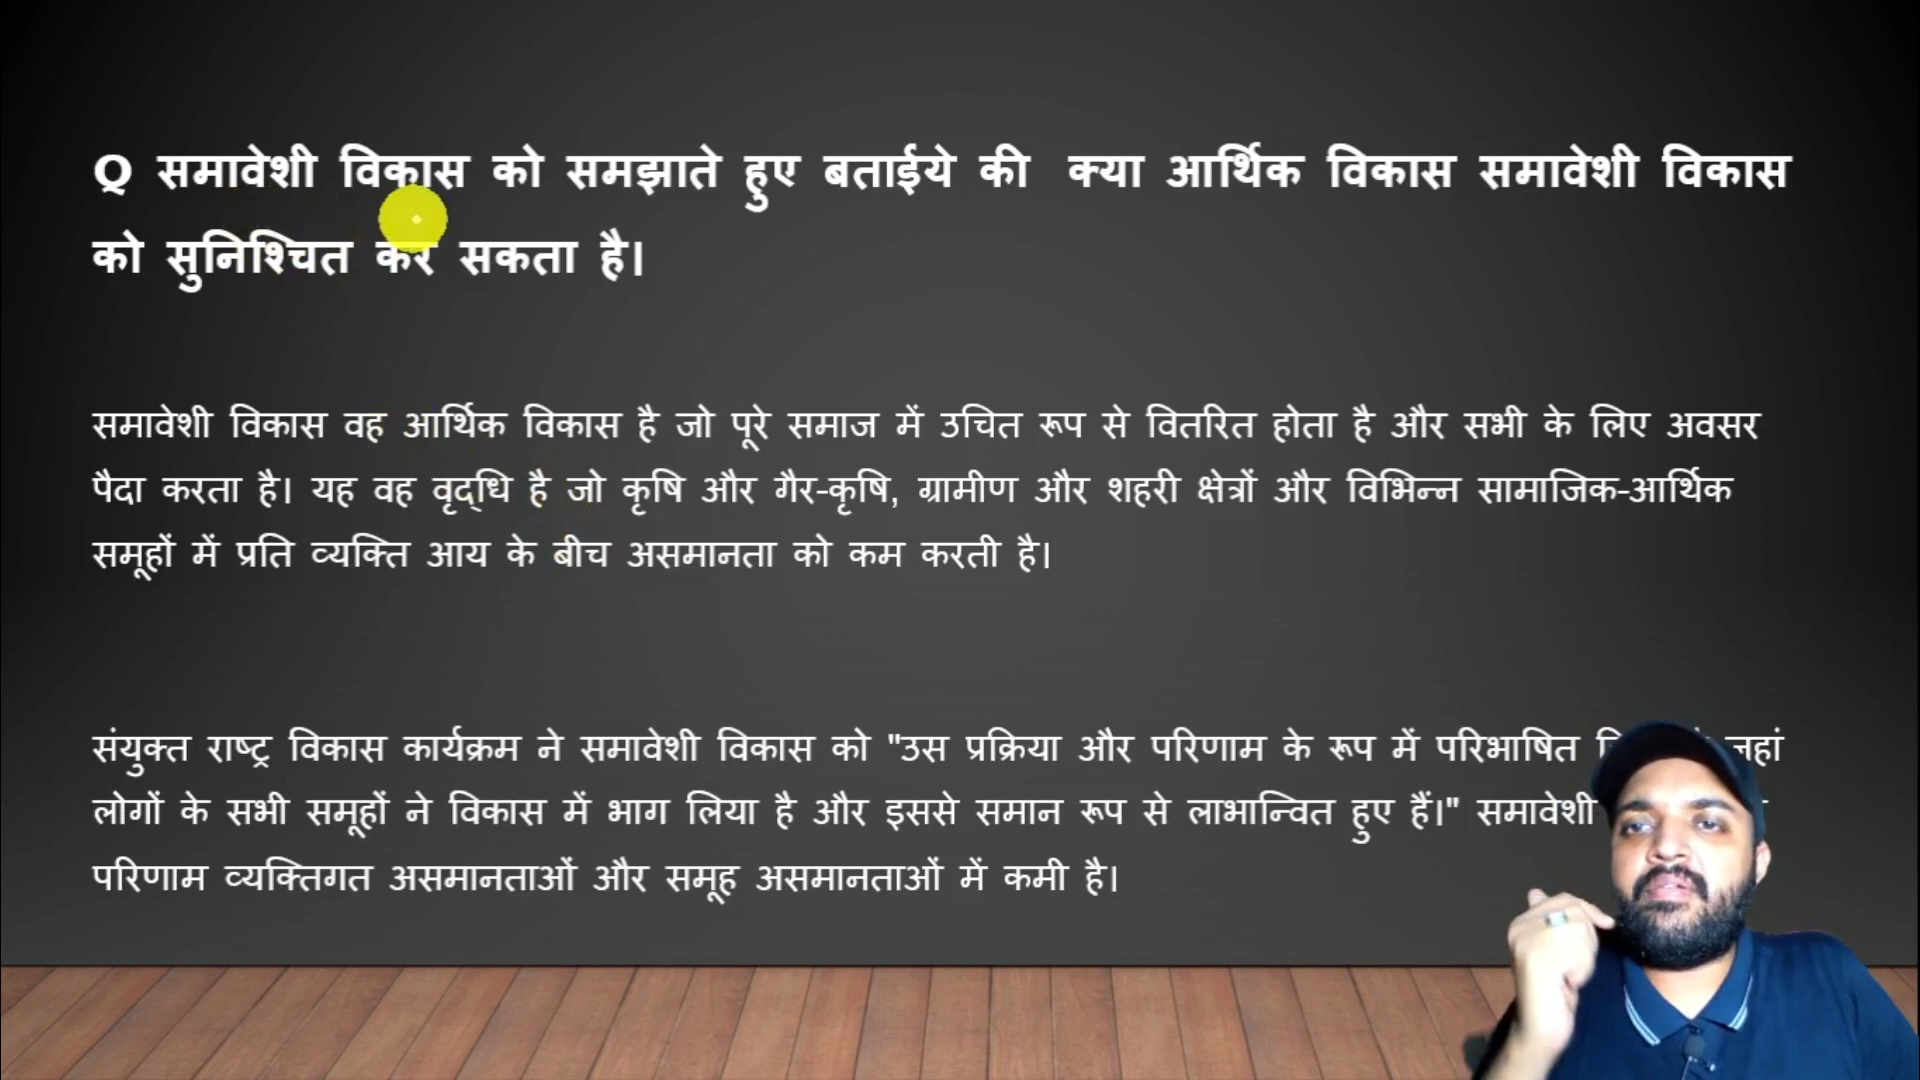 Q समावेशी विकास को समझाते हुए बताईये की क्या आर्थिक विकास समावेशी विकास
को सुनिश्चित कर सकता है।
समावेशी विकास वह आर्थिक विकास है जो पूरे समाज में उचित रूप से वितरित होता है और सभी के लिए अवसर
पैदा करता है। यह वह वृद्धि है जो कृषि और गैर-कृषि, ग्रामीण और शहरी क्षेत्रों और विभिन्न सामाजिक-आर्थिक
समूहों में प्रति व्यक्ति आय के बीच असमानता को कम करती है।
संयुक्त राष्ट्र विकास कार्यक्रम ने समावेशी विकास को "उस प्रक्रिया और परिणाम के रूप में परिभाषित जहां
लोगों के सभी समूहों ने विकास में भाग लिया है और इससे समान रूप से लाभान्वित हुए हैं।" समावेशी
परिणाम व्यक्तिगत असमानताओं और समूह असमानताओं में कमी है।